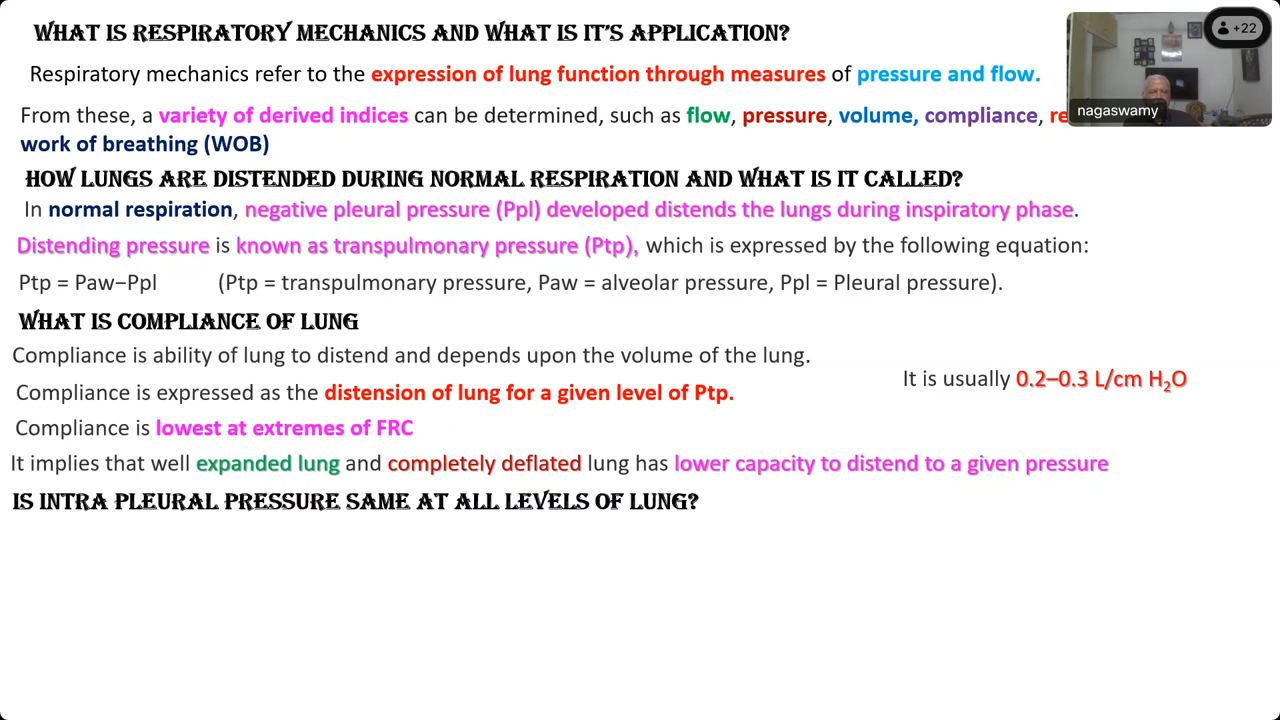 WHAT IS RESPIRATORY MECHANICS AND WHAT IS IT'S APPLICATION?
+22
Respiratory mechanics refer to the expression of lung function through measures of pressure and flow.
nagaswamy
From these, a variety of derived indices can be determined, such as flow, pressure, volume, compliance, re
work of breathing (WOB)
HOW LUNGS ARE DISTENDED DURING NORMAL RESPIRATION AND WHAT IS IT CALLED?
In normal respiration, negative pleural pressure (Ppl) developed distends the lungs during inspiratory phase.
Distending pressure is known as transpulmonary pressure (Ptp), which is expressed by the following equation:
Ptp = Paw−Ppl (Ptp = transpulmonary pressure, Paw = alveolar pressure, Ppl = Pleural pressure).
WHAT IS COMPLIANCE OF LUNG
Compliance is ability of lung to distend and depends upon the volume of the lung.
It is usually 0.2–0.3 L/cm H₂O
Compliance is expressed as the distension of lung for a given level of Ptp.
Compliance is lowest at extremes of FRC
It implies that well expanded lung and completely deflated lung has lower capacity to distend to a given pressure
IS INTRA PLEURAL PRESSURE SAME AT ALL LEVELS OF LUNG?